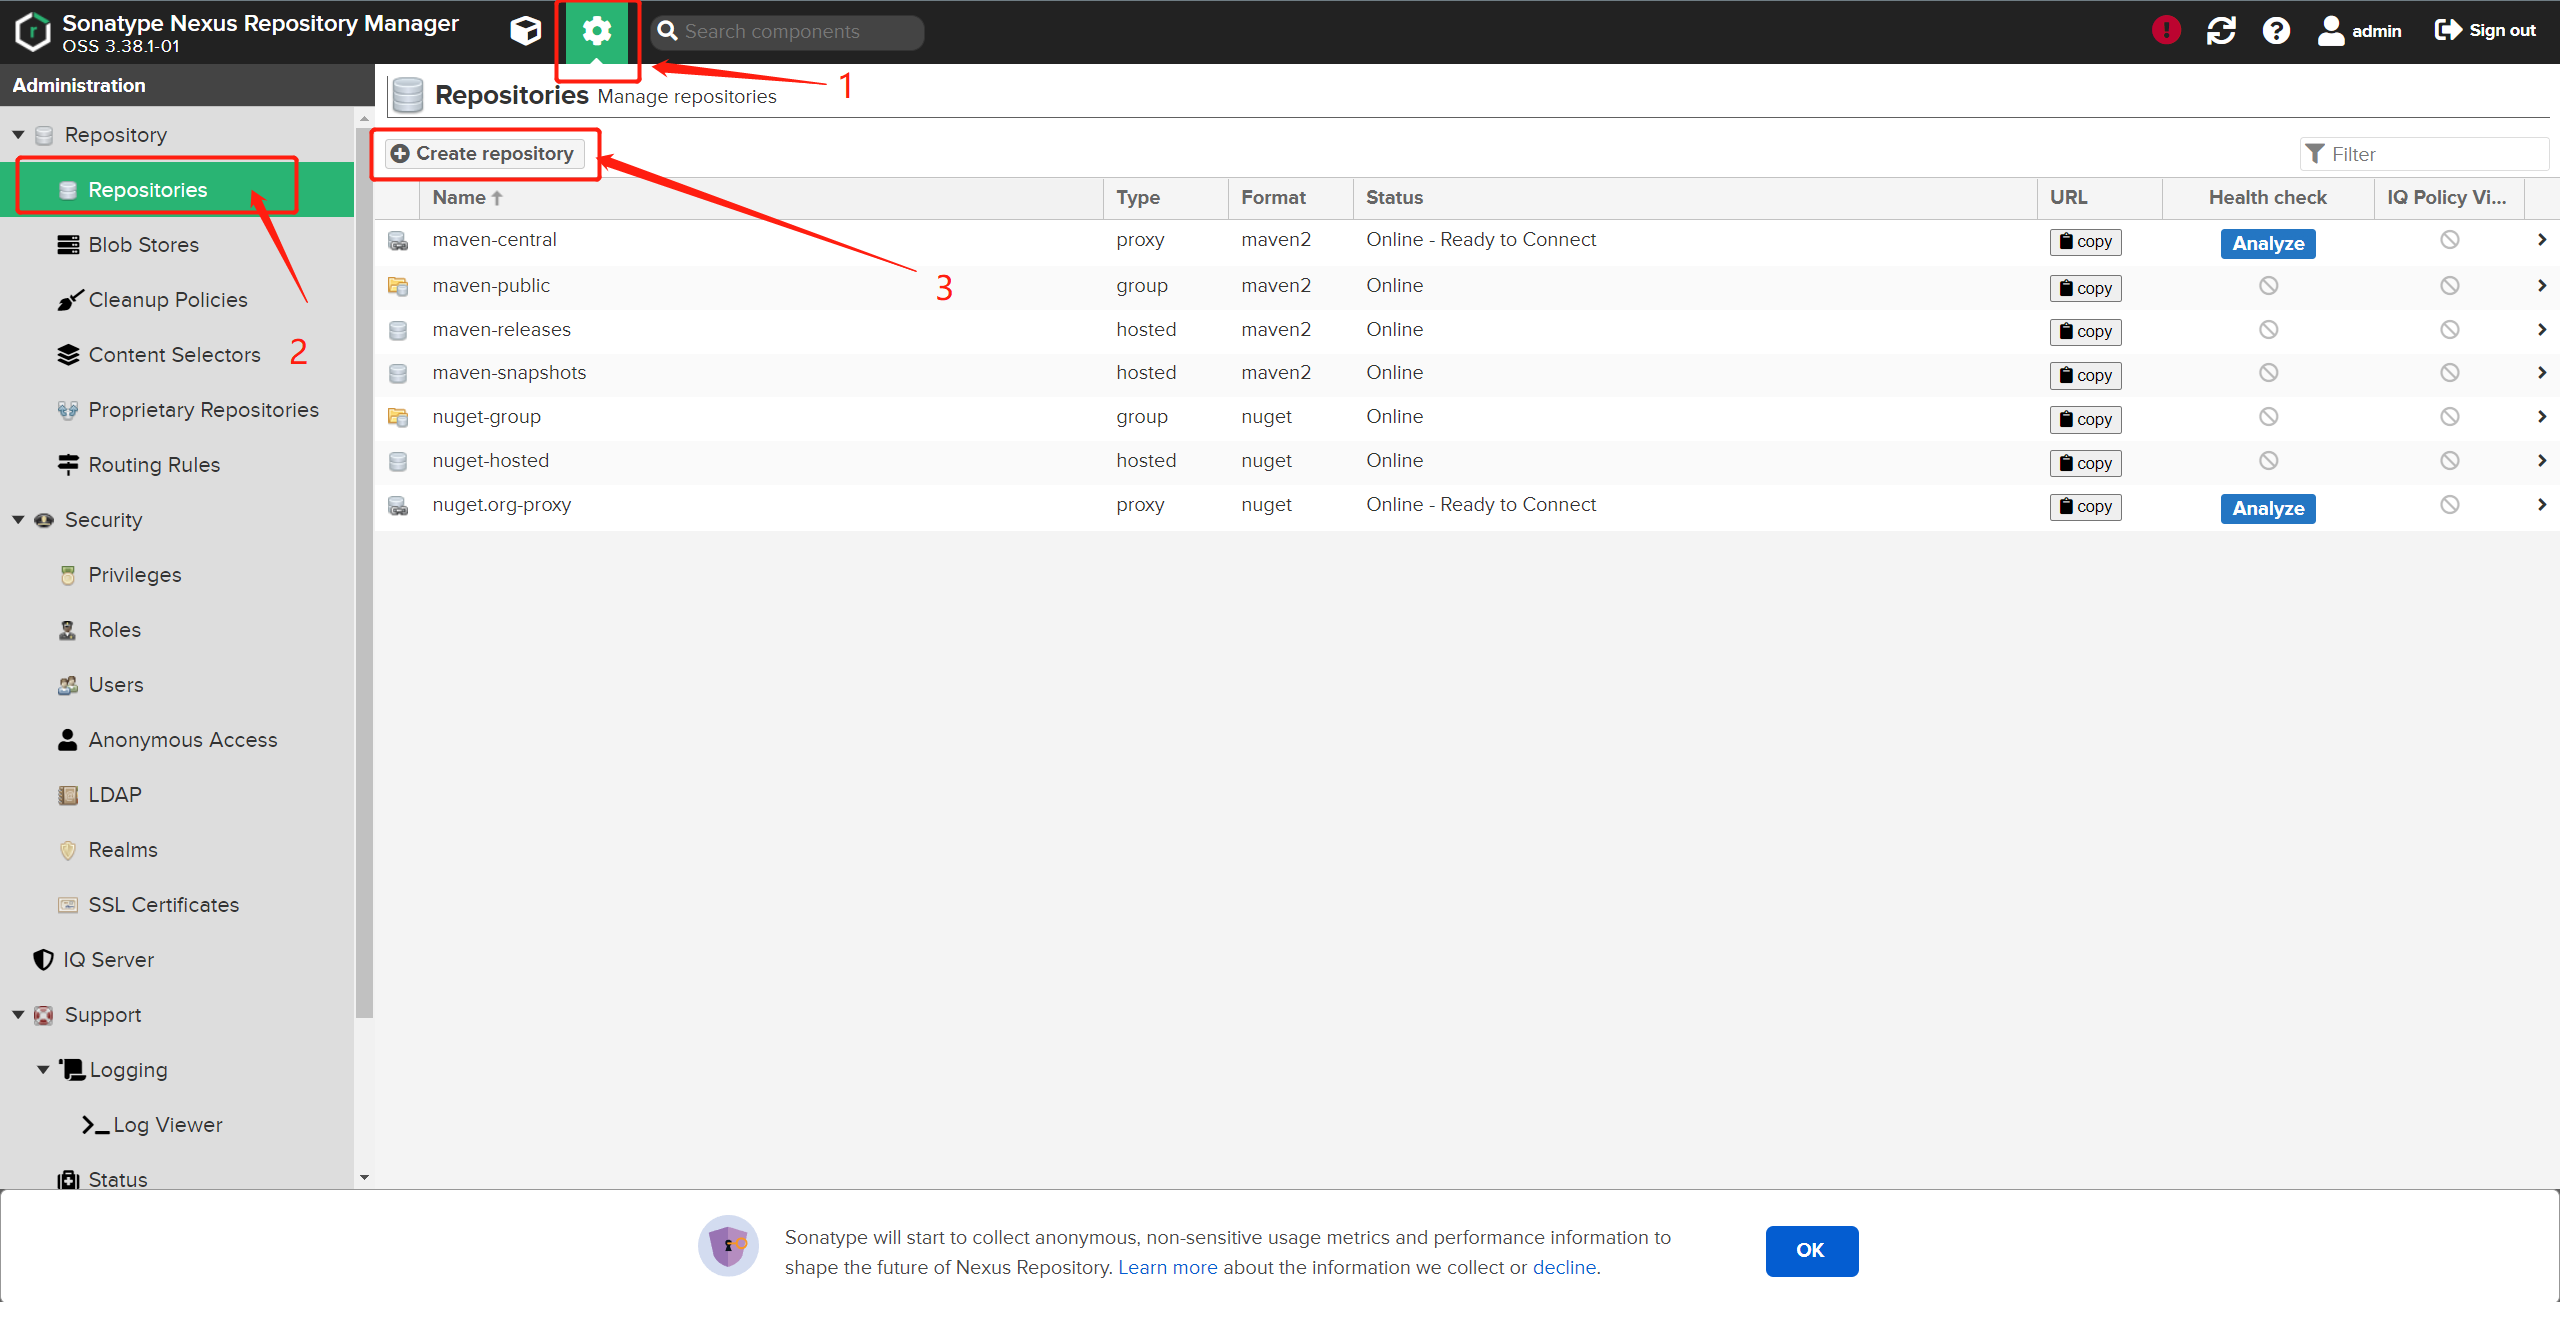 Sonatype Nexus Repository Manager
OSS 3.38.1-01
Search components
admin
Sign out
1
Administration
Repository
Repositories
Blob Stores
Cleanup Policies
Content Selectors
2
Proprietary Repositories
Routing Rules
Security
Privileges
Roles
Users
Anonymous Access
LDAP
Realms
SSL Certificates
IQ Server
Support
Logging
Log Viewer
Status
Repositories Manage repositories
Create repository
Filter
3
Name Type Format Status URL Health check IQ Policy Vi...
maven-central proxy maven2 Online - Ready to Connect copy Analyze
maven-public group maven2 Online copy
maven-releases hosted maven2 Online copy
maven-snapshots hosted maven2 Online copy
nuget-group group nuget Online copy
nuget-hosted hosted nuget Online copy
nuget.org-proxy proxy nuget Online - Ready to Connect copy Analyze
Sonatype will start to collect anonymous, non-sensitive usage metrics and performance information to
shape the future of Nexus Repository. Learn more about the information we collect or decline.
OK